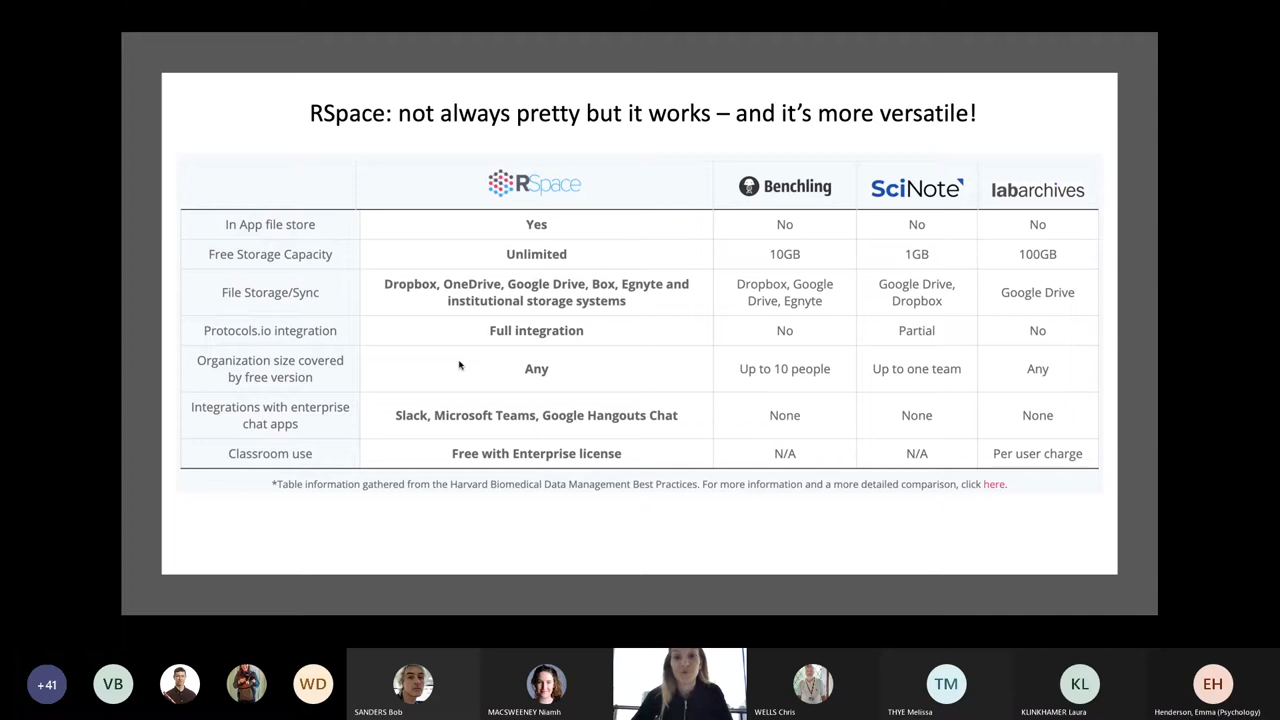 RSpace: not always pretty but it works – and it's more versatile!
RSpace Benchling SciNote labarchives
In App file store Yes No No No
Free Storage Capacity Unlimited 10GB 1GB 100GB
File Storage/Sync Dropbox, OneDrive, Google Drive, Box, Egnyte and institutional storage systems Dropbox, Google Drive, Egnyte Google Drive, Dropbox Google Drive
Protocols.io integration Full integration No Partial No
Organization size covered by free version Any Up to 10 people Up to one team Any
Integrations with enterprise chat apps Slack, Microsoft Teams, Google Hangouts Chat None None None
Classroom use Free with Enterprise license N/A N/A Per user charge
*Table information gathered from the Harvard Biomedical Data Management Best Practices. For more information and a more detailed comparison, click here.
+41 VB WD TM KL EH
SANDERS Bob MACSWEENEY Niamh WELLS Chris THYE Melissa KLINKHAMER Laura Henderson, Emma (Psychology)